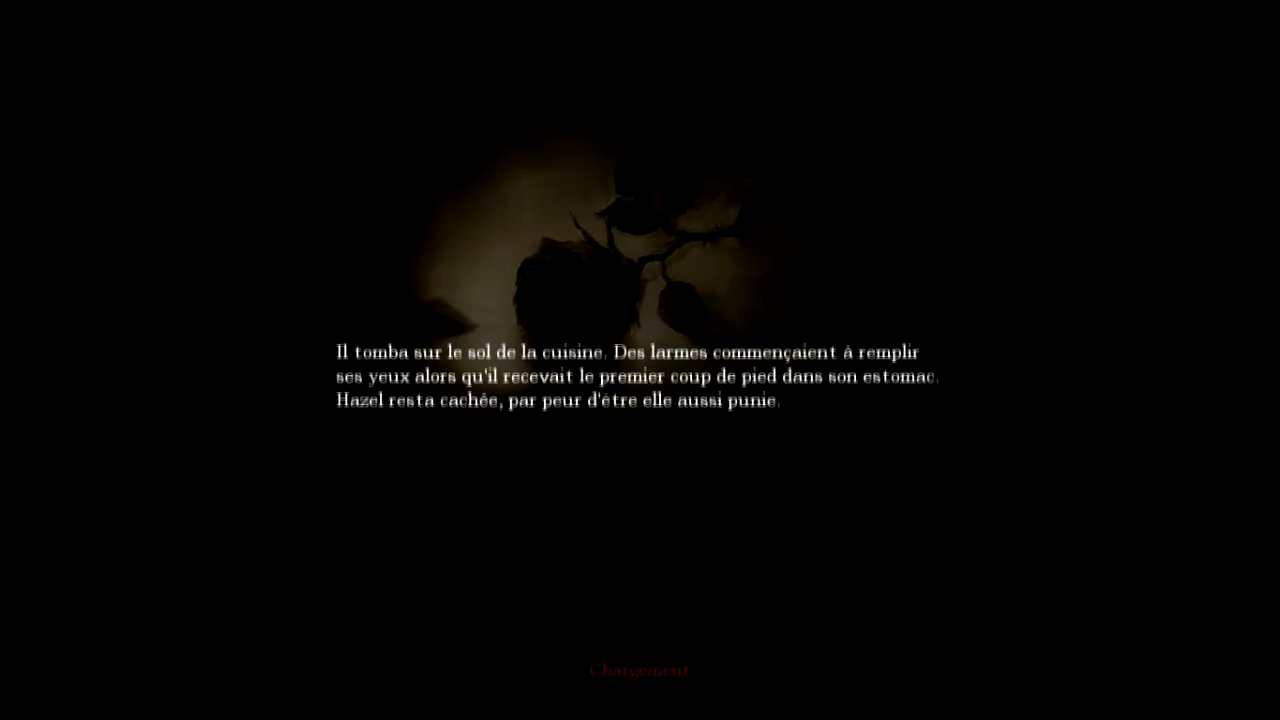 Il tomba sur le sol de la cuisine. Des larmes commençaient à remplir
ses yeux alors qu'il recevait le premier coup de pied dans son estomac.
Hazel resta cachée, par peur d'être elle aussi punie.
Chargement